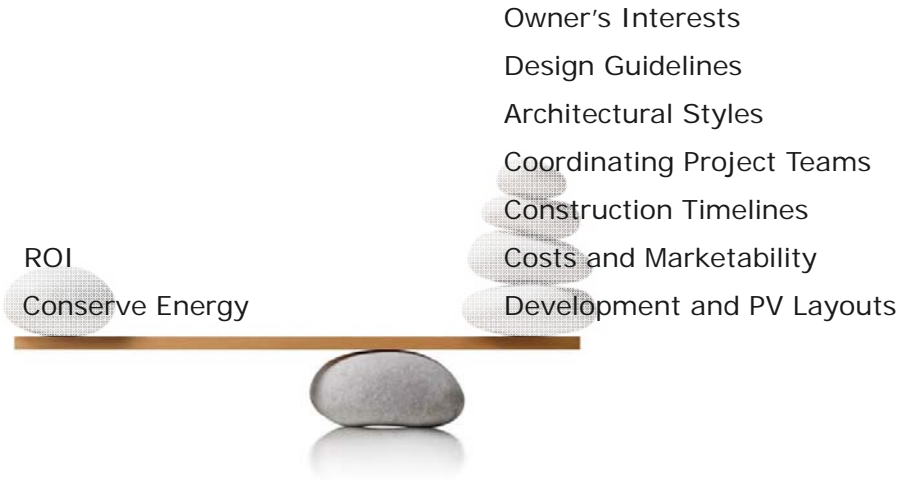 Owner's Interests
Design Guidelines
Architectural Styles
Coordinating Project Teams
Construction Timelines
Costs and Marketability
Development and PV Layouts
ROI
Conserve Energy